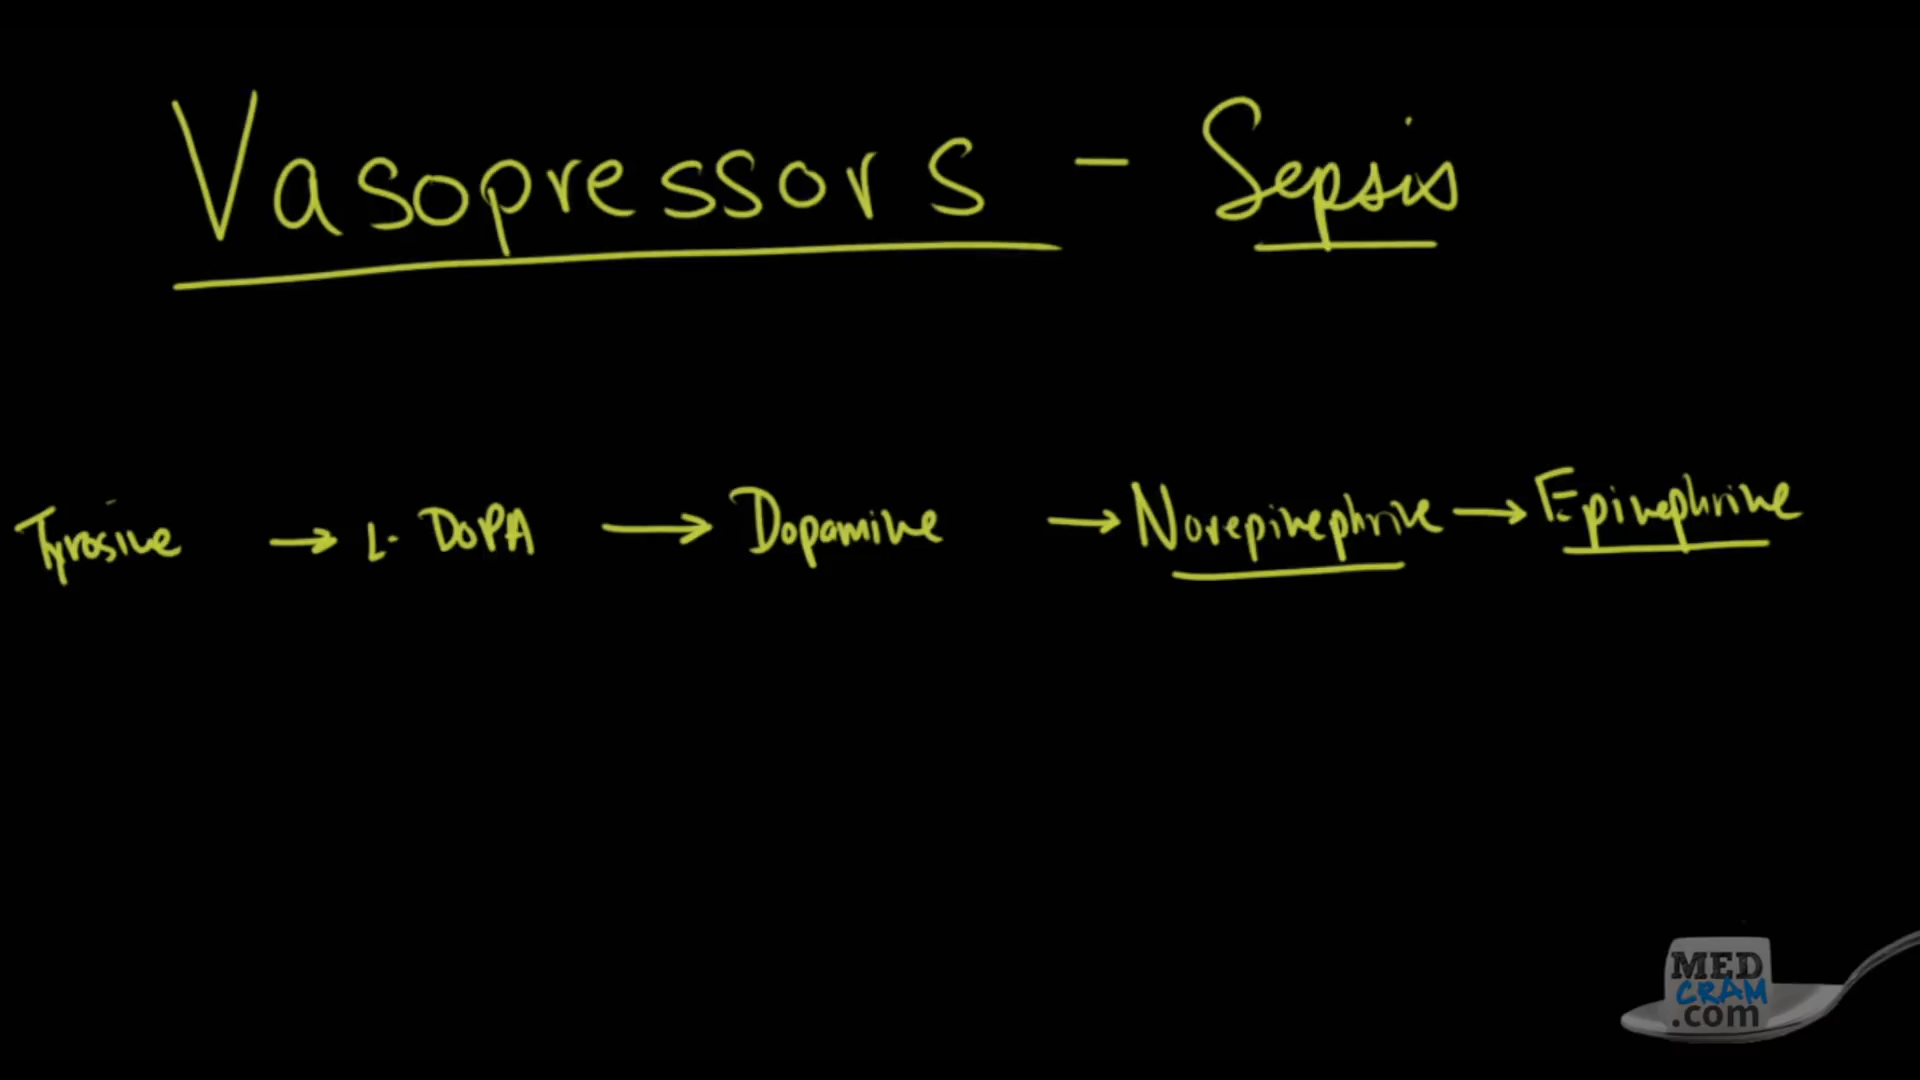 Vasopressors - Sepsis
Tyrosine → L-DOPA → Dopamine → Norepinephrine → Epinephrine
MED
CRAM
.com